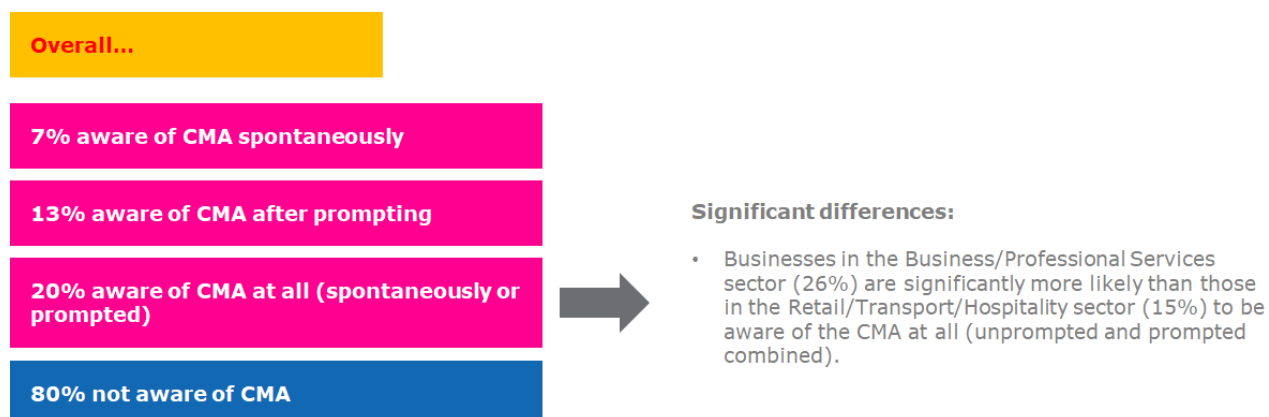 Overall...
7% aware of CMA spontaneously
13% aware of CMA after prompting
20% aware of CMA at all (spontaneously or
prompted)
80% not aware of CMA
Significant differences:
• Businesses in the Business/Professional Services
sector (26%) are significantly more likely than those
in the Retail/Transport/Hospitality sector (15%) to be
aware of the CMA at all (unprompted and prompted
combined).